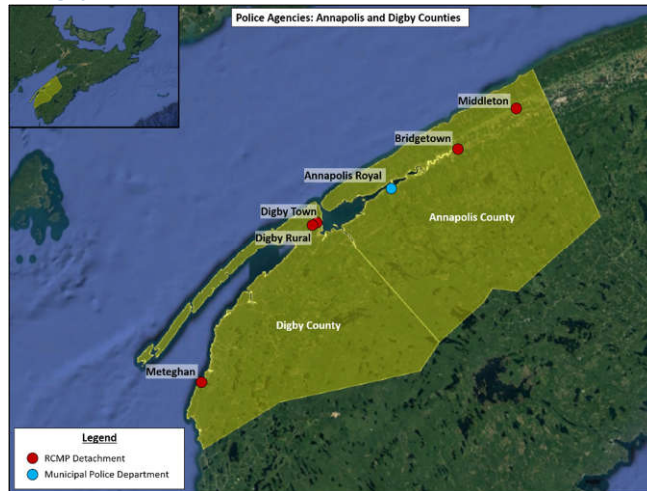 Police Agencies: Annapolis and Digby Counties
Middleton
Bridgetown
Annapolis Royal
Annapolis County
Digby Town
Digby Rural
Digby County
Meteghan
Legend
RCMP Detachment
Municipal Police Department